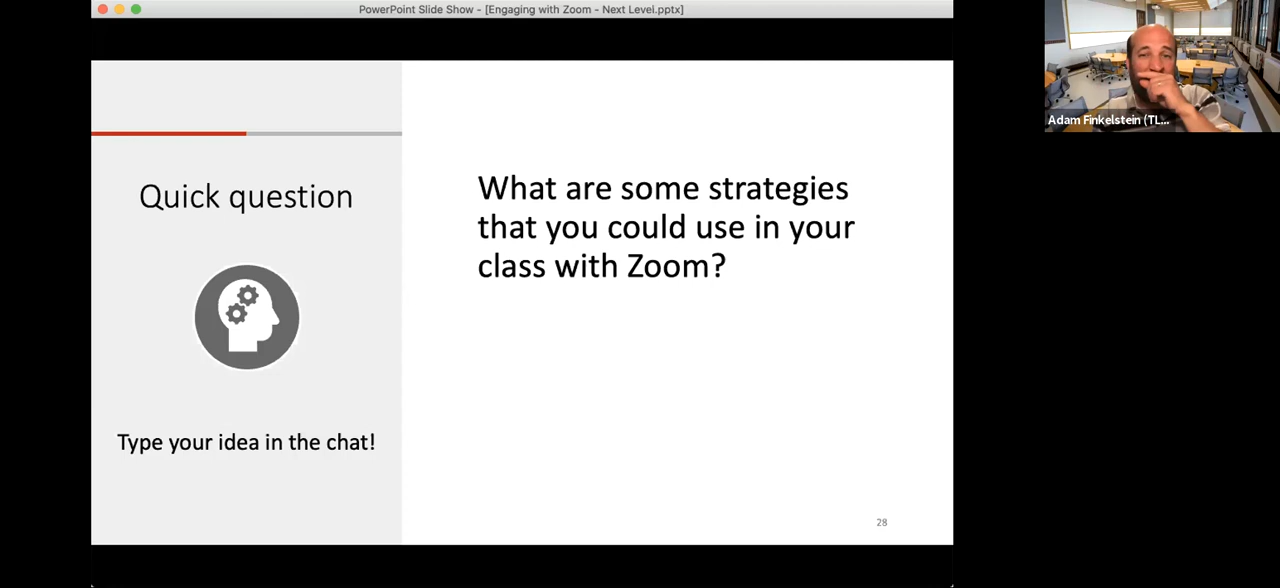 PowerPoint Slide Show - [Engaging with Zoom - Next Level.pptx]
Quick question
Type your idea in the chat!
What are some strategies
that you could use in your
class with Zoom?
28
Adam Finkelstein (TL...